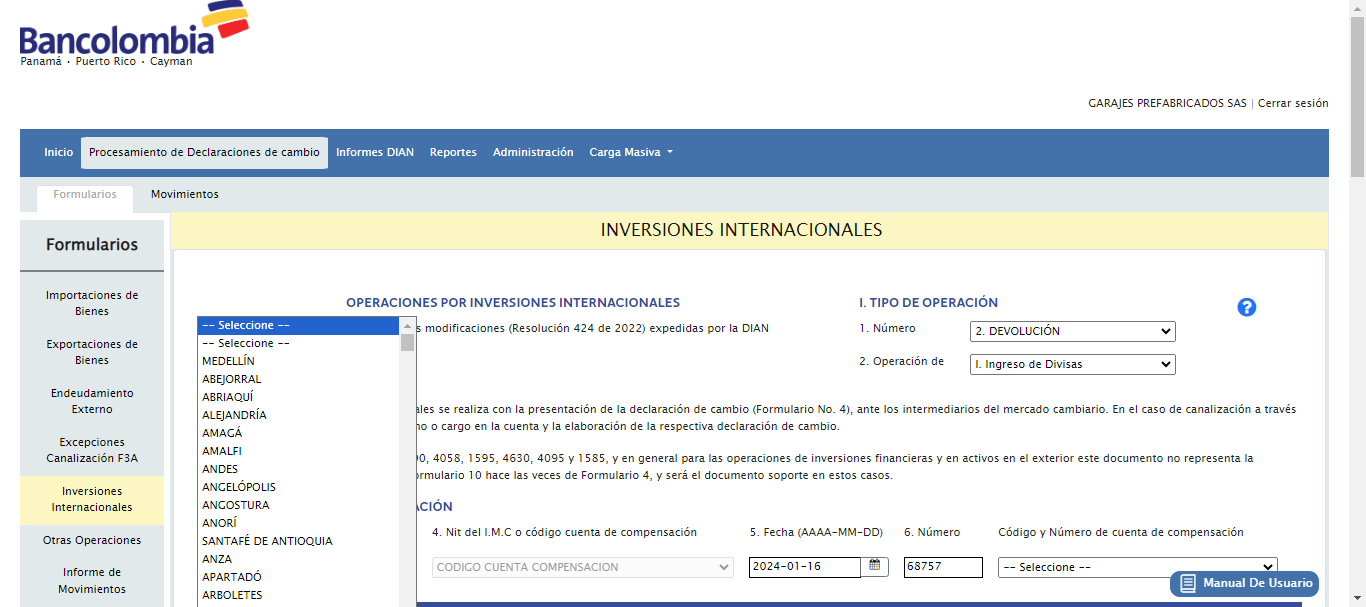 Bancolombia
Panamá · Puerto Rico · Cayman
GARAJES PREFABRICADOS SAS | Cerrar sesión
Inicio Procesamiento de Declaraciones de cambio Informes DIAN Reportes Administración Carga Masiva
Formularios Movimientos
INVERSIONES INTERNACIONALES
Formularios
Importaciones de
Bienes
Exportaciones de
Bienes
Endeudamiento
Externo
Excepciones
Canalización F3A
Inversiones
Internacionales
Otras Operaciones
Informe de
Movimientos
OPERACIONES POR INVERSIONES INTERNACIONALES
s modificaciones (Resolución 424 de 2022) expedidas por la DIAN
I. TIPO DE OPERACIÓN
?
1. Número 2. DEVOLUCIÓN
2. Operación de I. Ingreso de Divisas
-- Seleccione --
-- Seleccione --
MEDELLÍN
ABEJORRAL
ABRIAQUÍ
ALEJANDRÍA
AMAGÁ
AMALFI
ANDES
ANGELÓPOLIS
ANGOSTURA
ANORÍ
SANTAFÉ DE ANTIOQUIA
ANZA
APARTADÓ
ARBOLETES
ales se realiza con la presentación de la declaración de cambio (Formulario No. 4), ante los intermediarios del mercado cambiario. En el caso de canalización a través
no o cargo en la cuenta y la elaboración de la respectiva declaración de cambio.
90, 4058, 1595, 4630, 4095 y 1585, y en general para las operaciones de inversiones financieras y en activos en el exterior este documento no representa la
ormulario 10 hace las veces de Formulario 4, y será el documento soporte en estos casos.
ACIÓN
4. Nit del I.M.C o código cuenta de compensación 5. Fecha (AAAA-MM-DD) 6. Número Código y Número de cuenta de compensación
CODIGO CUENTA COMPENSACION 2024-01-16 68757 -- Seleccione --
Manual De Usuario